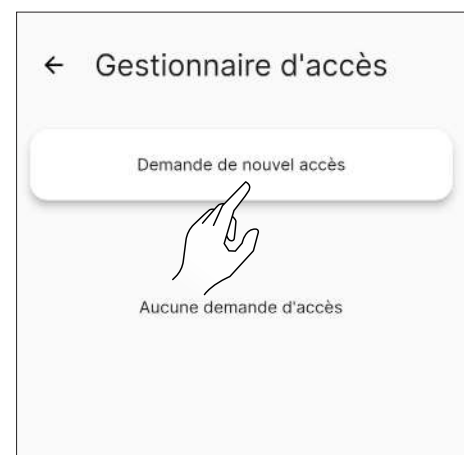 Gestionnaire d'accès
Demande de nouvel accès
Aucune demande d'accès